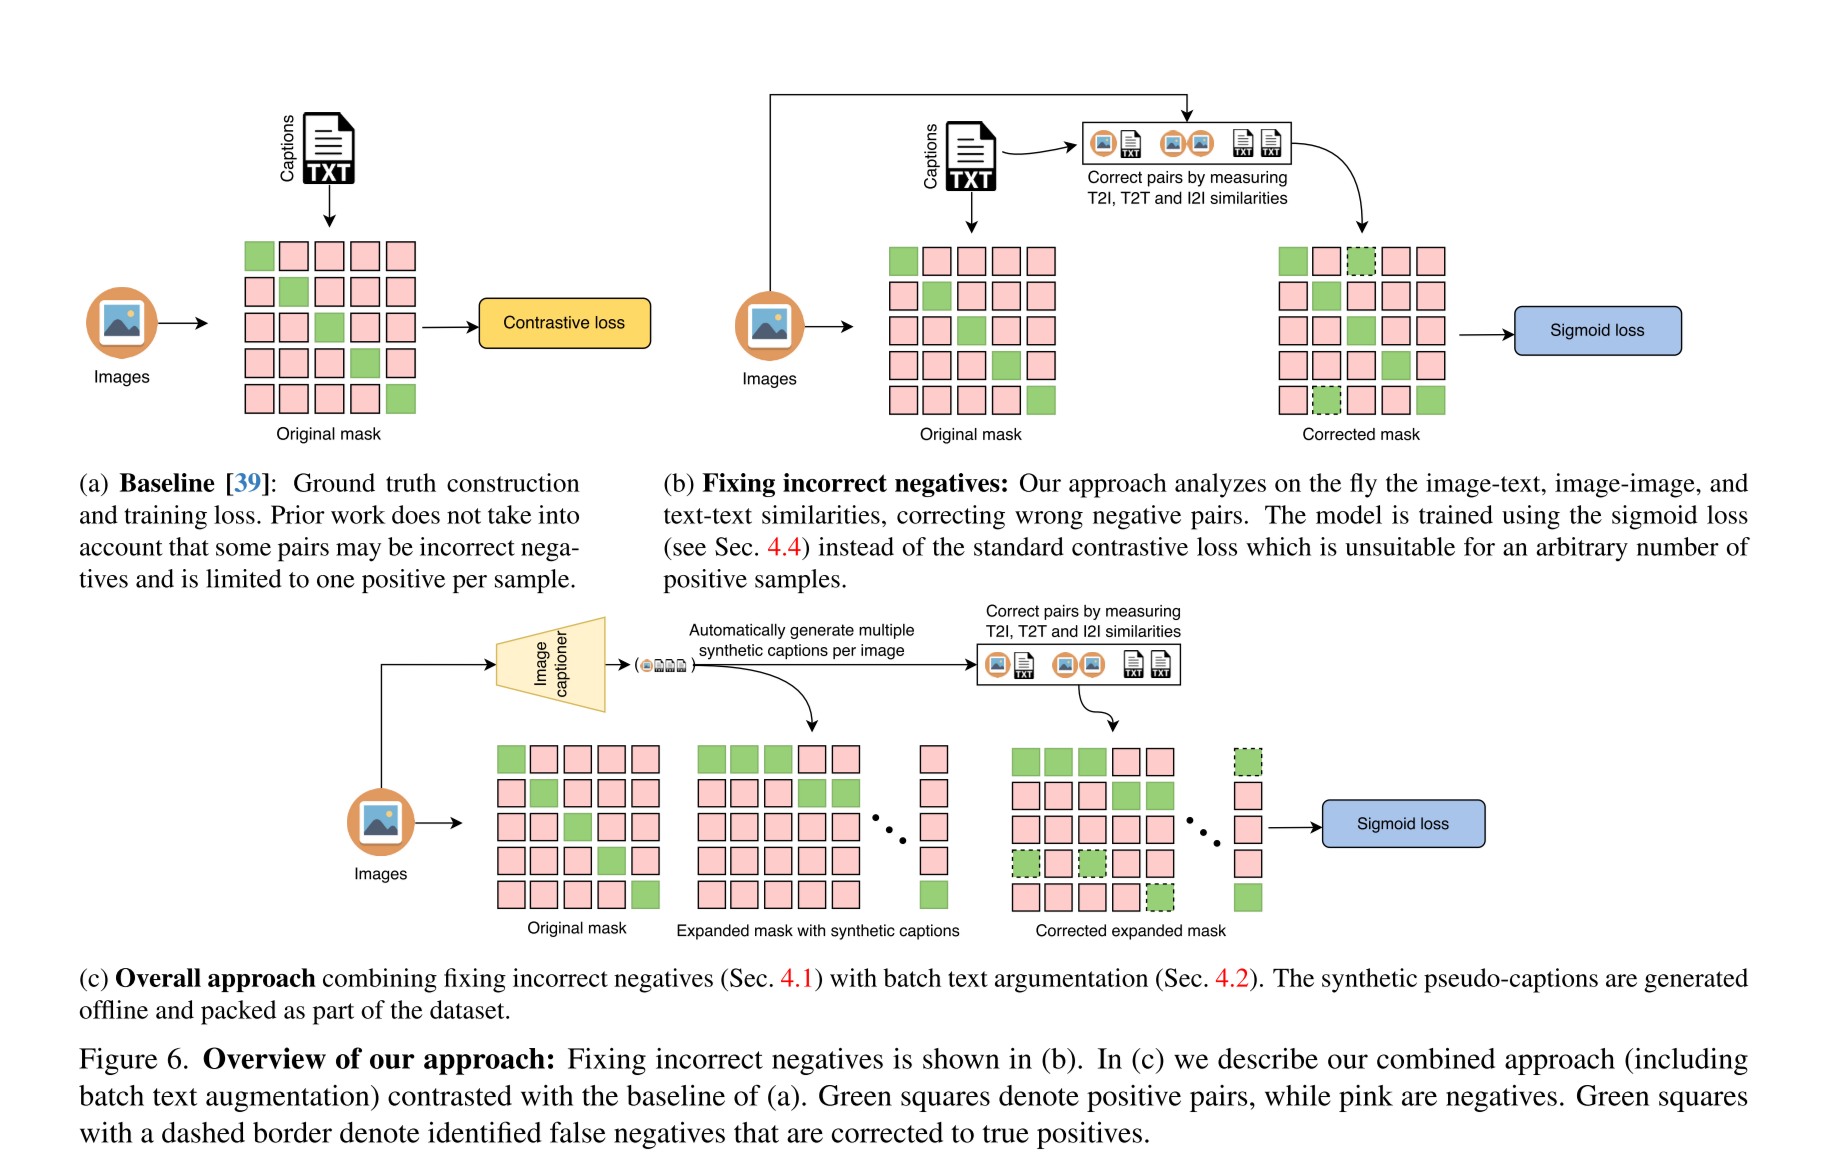 Captions
TXT
Images
Original mask
Contrastive loss
(a) Baseline [39]: Ground truth construction
and training loss. Prior work does not take into
account that some pairs may be incorrect nega-
tives and is limited to one positive per sample.
Captions
TXT
TXT
TXT TXT
Correct pairs by measuring
T2I, T2T and I2I similarities
Images
Original mask
Corrected mask
Sigmoid loss
(b) Fixing incorrect negatives: Our approach analyzes on the fly the image-text, image-image, and
text-text similarities, correcting wrong negative pairs. The model is trained using the sigmoid loss
(see Sec. 4.4) instead of the standard contrastive loss which is unsuitable for an arbitrary number of
positive samples.
Image
captioner
Automatically generate multiple
synthetic captions per image
Correct pairs by measuring
T2I, T2T and I2I similarities
TXT
TXT TXT
Images
Original mask
Expanded mask with synthetic captions
Corrected expanded mask
Sigmoid loss
(c) Overall approach combining fixing incorrect negatives (Sec. 4.1) with batch text argumentation (Sec. 4.2). The synthetic pseudo-captions are generated
offline and packed as part of the dataset.
Figure 6. Overview of our approach: Fixing incorrect negatives is shown in (b). In (c) we describe our combined approach (including
batch text augmentation) contrasted with the baseline of (a). Green squares denote positive pairs, while pink are negatives. Green squares
with a dashed border denote identified false negatives that are corrected to true positives.